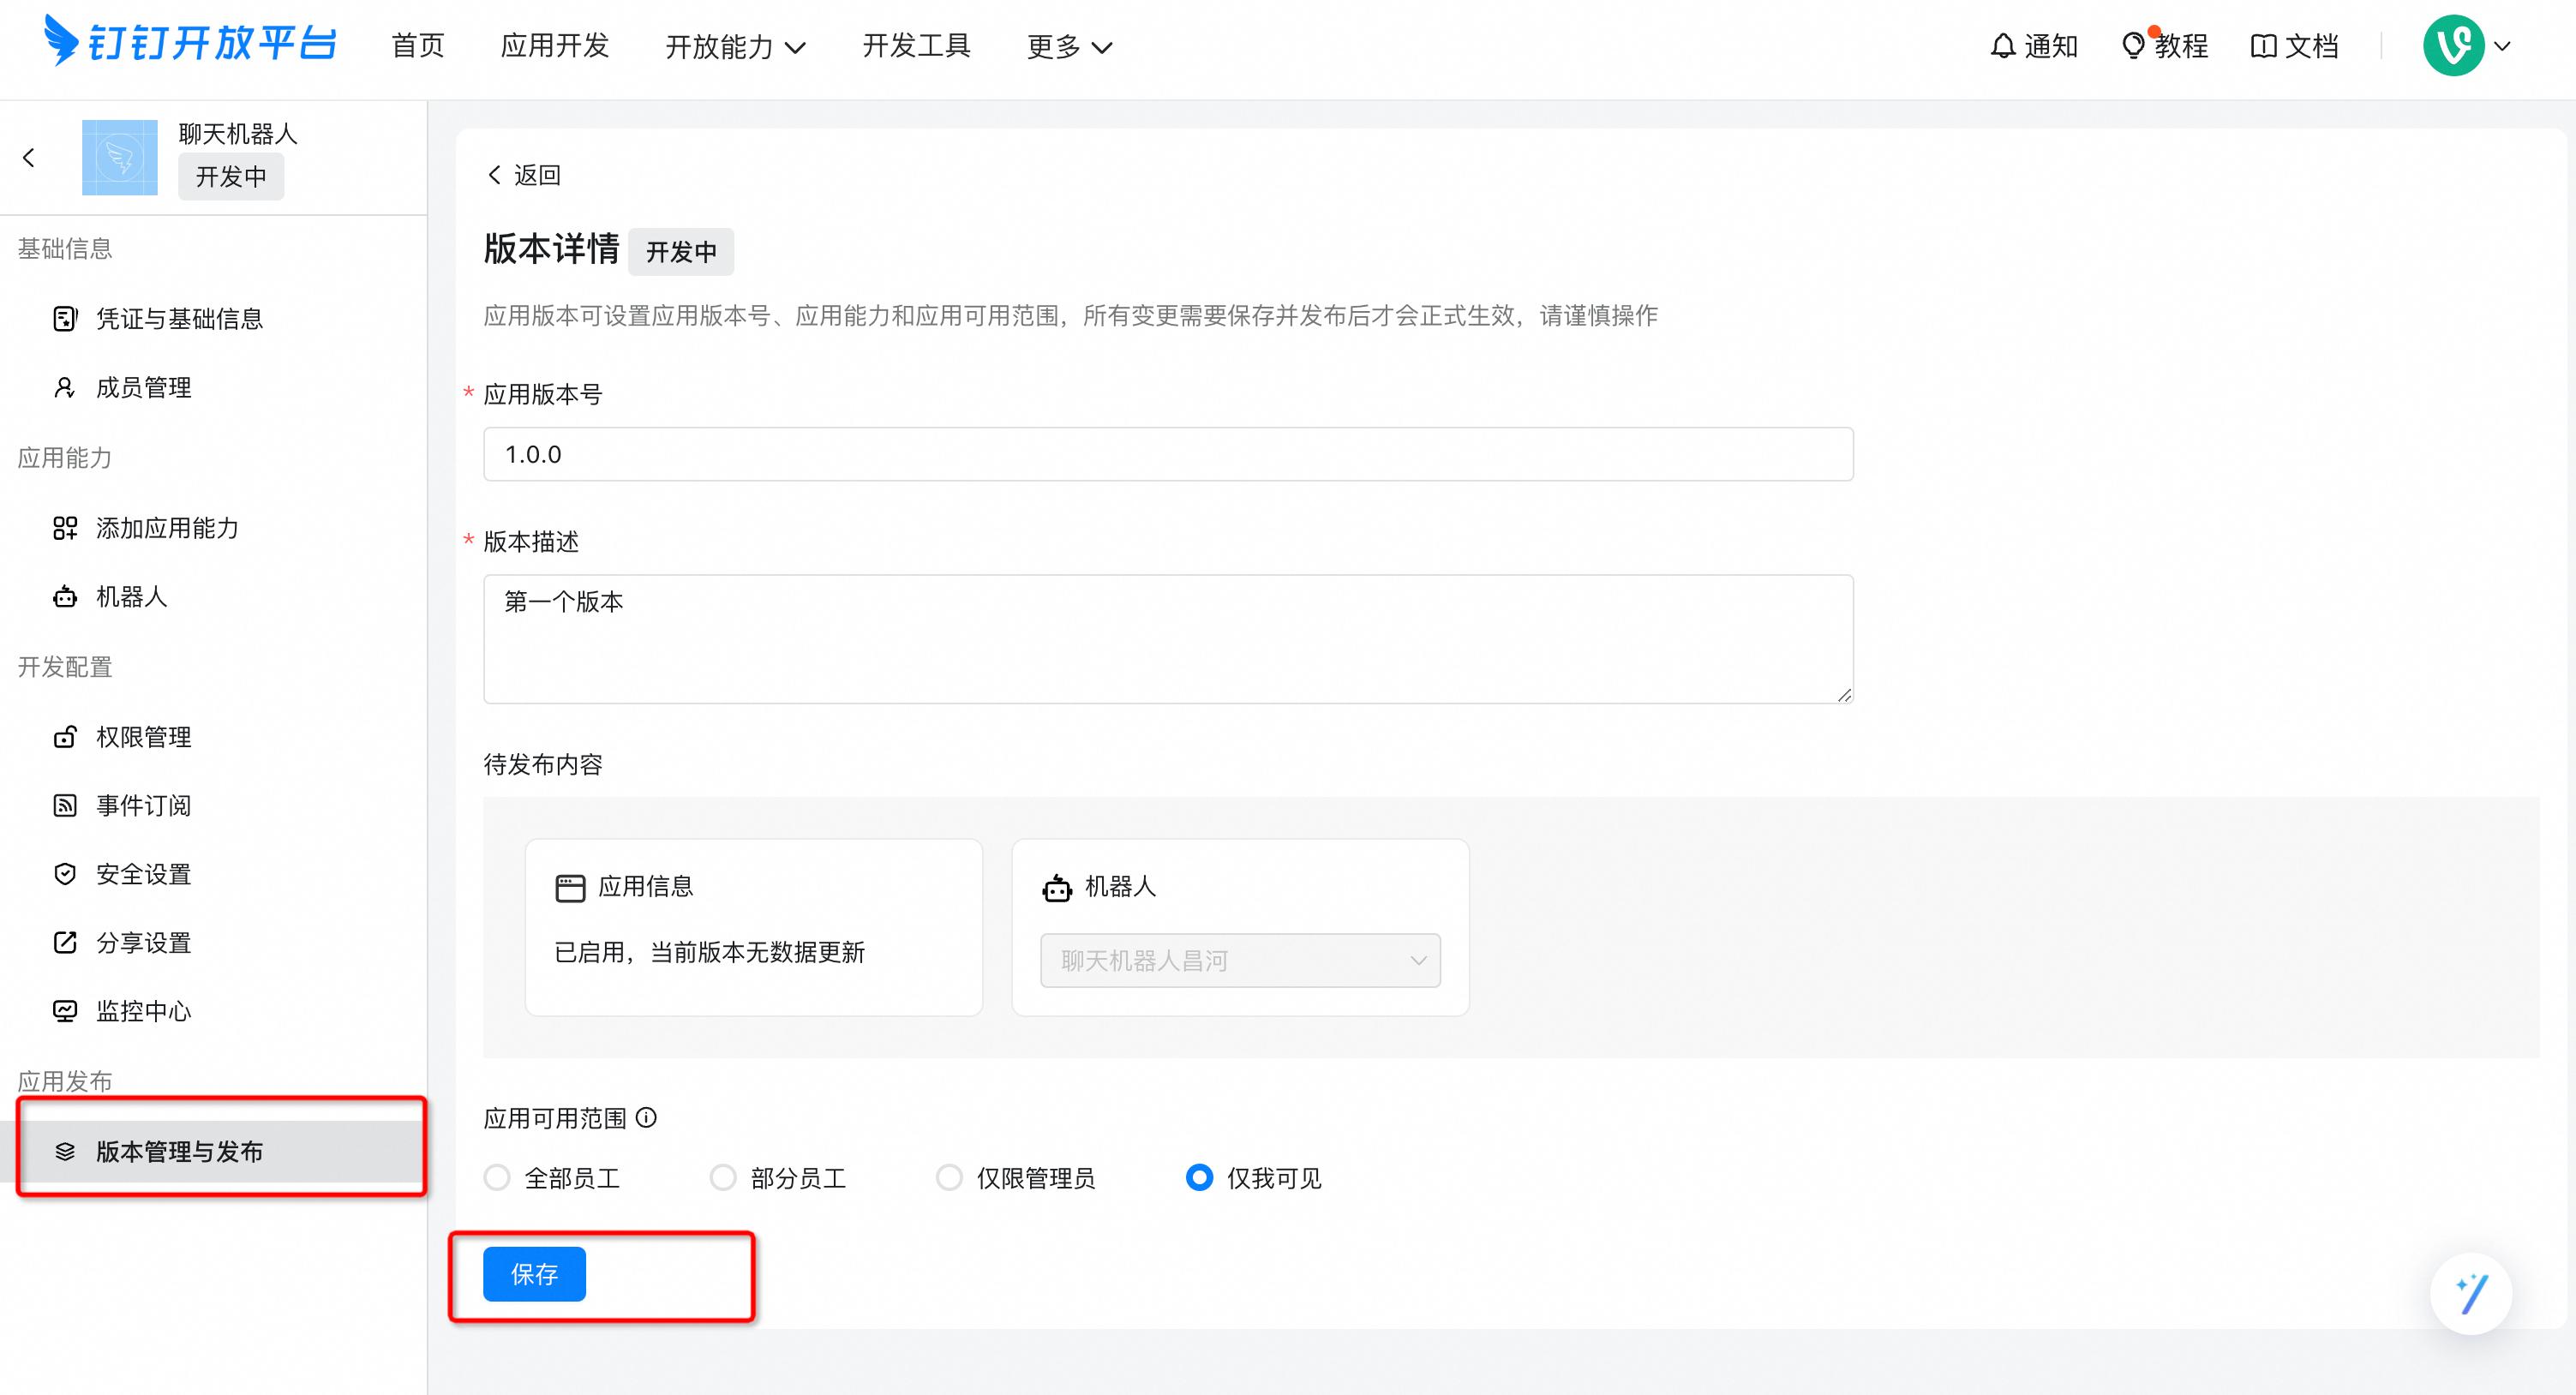 钉钉开放平台 首页 应用开发 开放能力 开发工具 更多 通知 教程 文档
聊天机器人
开发中
基础信息
凭证与基础信息
成员管理
应用能力
添加应用能力
机器人
开发配置
权限管理
事件订阅
安全设置
分享设置
监控中心
应用发布
版本管理与发布
返回
版本详情 开发中
应用版本可设置应用版本号、应用能力和应用可用范围，所有变更需要保存并发布后才会正式生效，请谨慎操作
* 应用版本号
1.0.0
* 版本描述
第一个版本
待发布内容
应用信息
已启用，当前版本无数据更新
机器人
聊天机器人昌河
应用可用范围
全部员工 部分员工 仅限管理员 仅我可见
保存